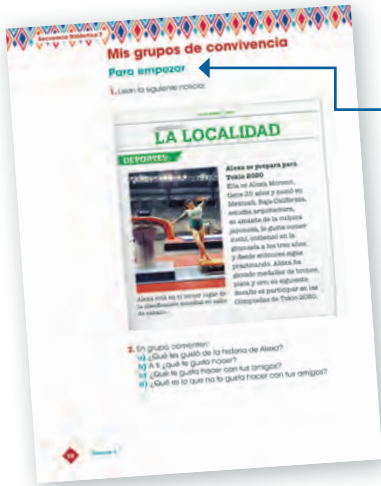 Secuencia Didáctica
Mis grupos de convivencia
Para empezar
1. Lean la siguiente noticia:
LA LOCALIDAD
DEPORTES
Alexa se prepara para
Tokio 2020
Ella es Alexa Moreno,
tiene 25 años y nació en
Mexicali, Baja California,
estudia arquitectura,
es amante de la cultura
japonesa, le gusta comer
sushi, comenzó en la
gimnasia a los tres años
y desde entonces sigue
practicando. Alexa ha
ganado medallas de bronce,
plata y oro; su siguiente
desafío es participar en las
Olimpiadas de Tokio 2020.
Alexa está en el tercer lugar de
la clasificación mundial en salto
de caballo.
2. En grupo comenten:
a) ¿Qué les gustó de la historia de Alexa?
b) A ti ¿qué te gusta hacer?
c) ¿Qué te gusta hacer con tus amigos?
d) ¿Qué es lo que no te gusta hacer con tus amigos?